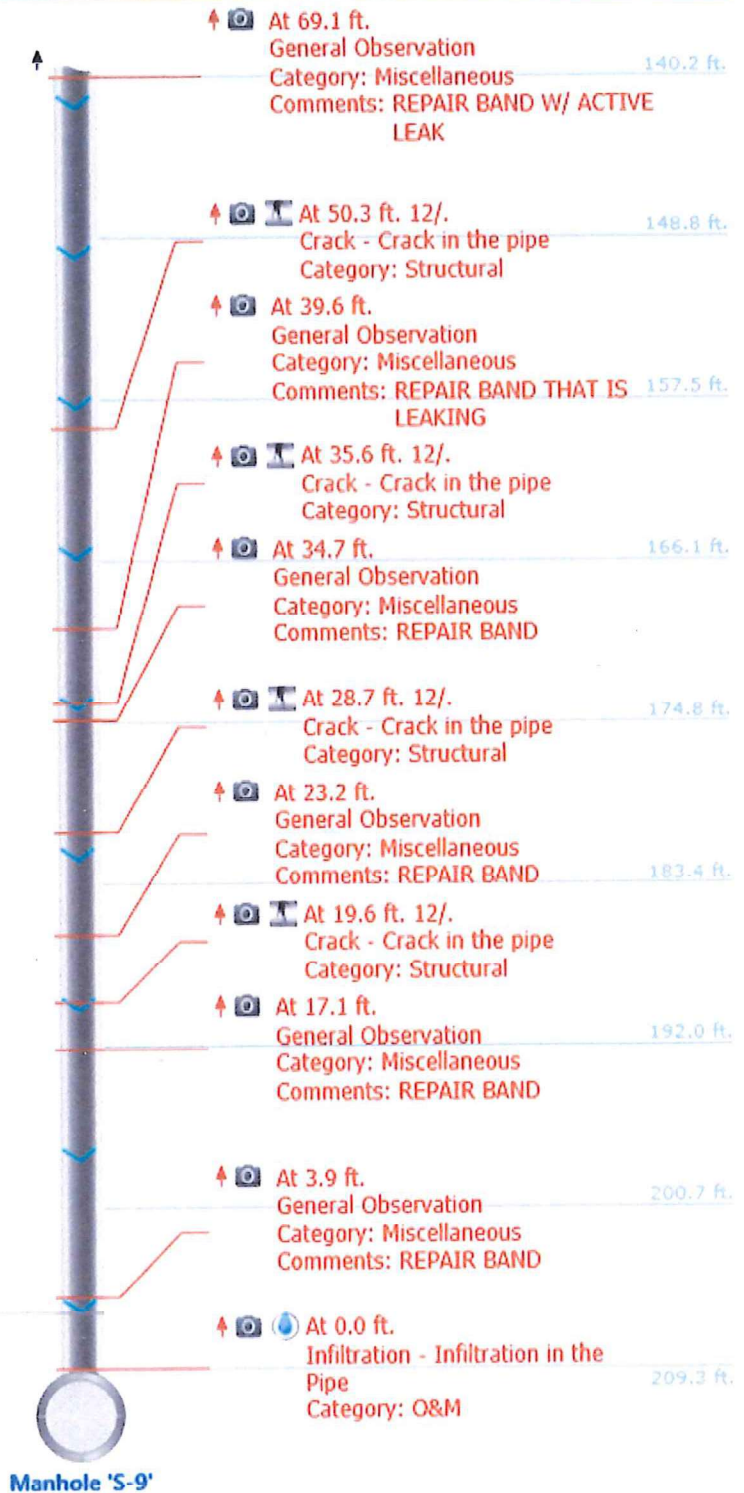 At 69.1 ft.
General Observation
140.2 ft.
Category: Miscellaneous
Comments: REPAIR BAND W/ ACTIVE
LEAK
At 50.3 ft. 12/.
148.8 ft.
Crack - Crack in the pipe
Category: Structural
At 39.6 ft.
General Observation
Category: Miscellaneous
Comments: REPAIR BAND THAT IS
157.5 ft.
LEAKING
At 35.6 ft. 12/.
Crack - Crack in the pipe
Category: Structural
At 34.7 ft.
166.1 ft.
General Observation
Category: Miscellaneous
Comments: REPAIR BAND
At 28.7 ft. 12/.
174.8 ft.
Crack - Crack in the pipe
Category: Structural
At 23.2 ft.
General Observation
Category: Miscellaneous
Comments: REPAIR BAND
183.4 ft.
At 19.6 ft. 12/.
Crack - Crack in the pipe
Category: Structural
At 17.1 ft.
General Observation
192.0 ft.
Category: Miscellaneous
Comments: REPAIR BAND
At 3.9 ft.
200.7 ft.
General Observation
Category: Miscellaneous
Comments: REPAIR BAND
At 0.0 ft.
Infiltration - Infiltration in the
Pipe
209.3 ft.
Category: O&M
Manhole 'S-9'